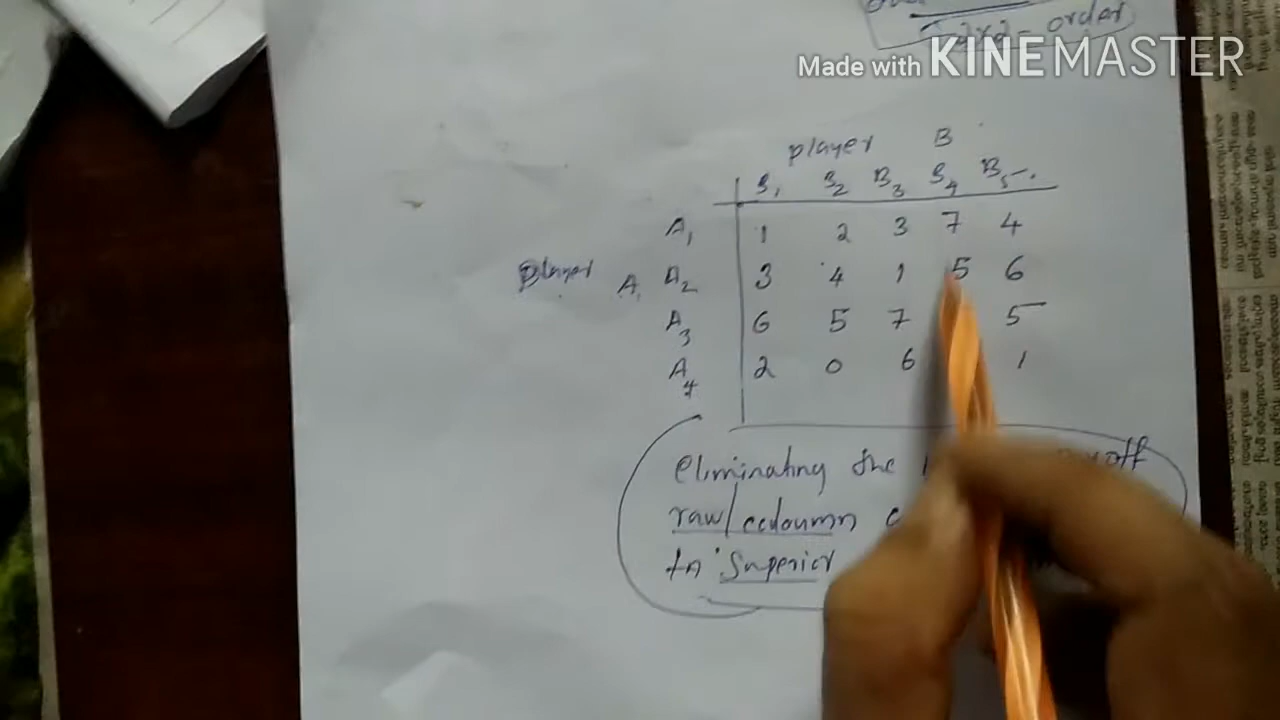 2x2 - order
Made with KINEMASTER
player B
B1 B2 B3 B4 B5
A1 1 2 3 7 4
player A A2 3 4 1 5 6
A3 6 5 7 5
A4 2 0 6 1
eliminating the
raw/ccloumn
to superior